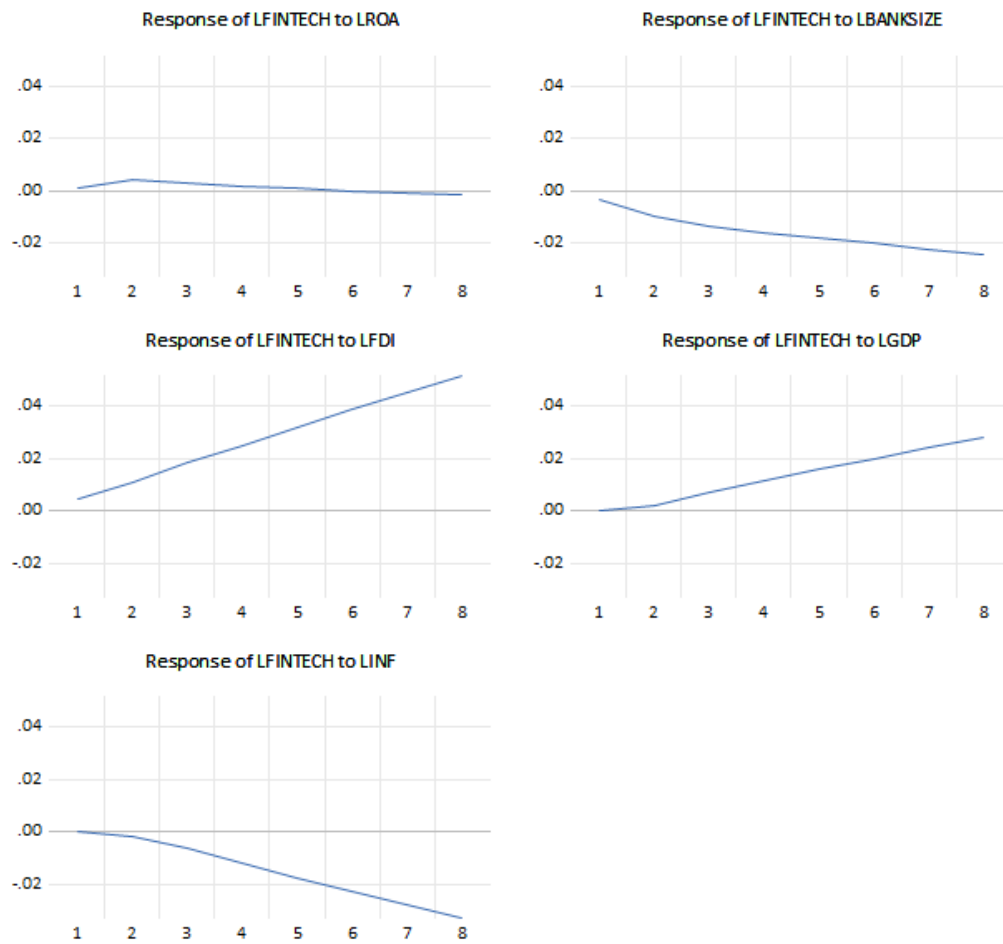 Response of LFINTECH to LROA
.04
.02
.00
-.02
1 2 3 4 5 6 7 8
Response of LFINTECH to LBANKSIZE
.04
.02
.00
-.02
1 2 3 4 5 6 7 8
Response of LFINTECH to LFDI
.04
.02
.00
-.02
1 2 3 4 5 6 7 8
Response of LFINTECH to LGDP
.04
.02
.00
-.02
1 2 3 4 5 6 7 8
Response of LFINTECH to LINF
.04
.02
.00
-.02
1 2 3 4 5 6 7 8